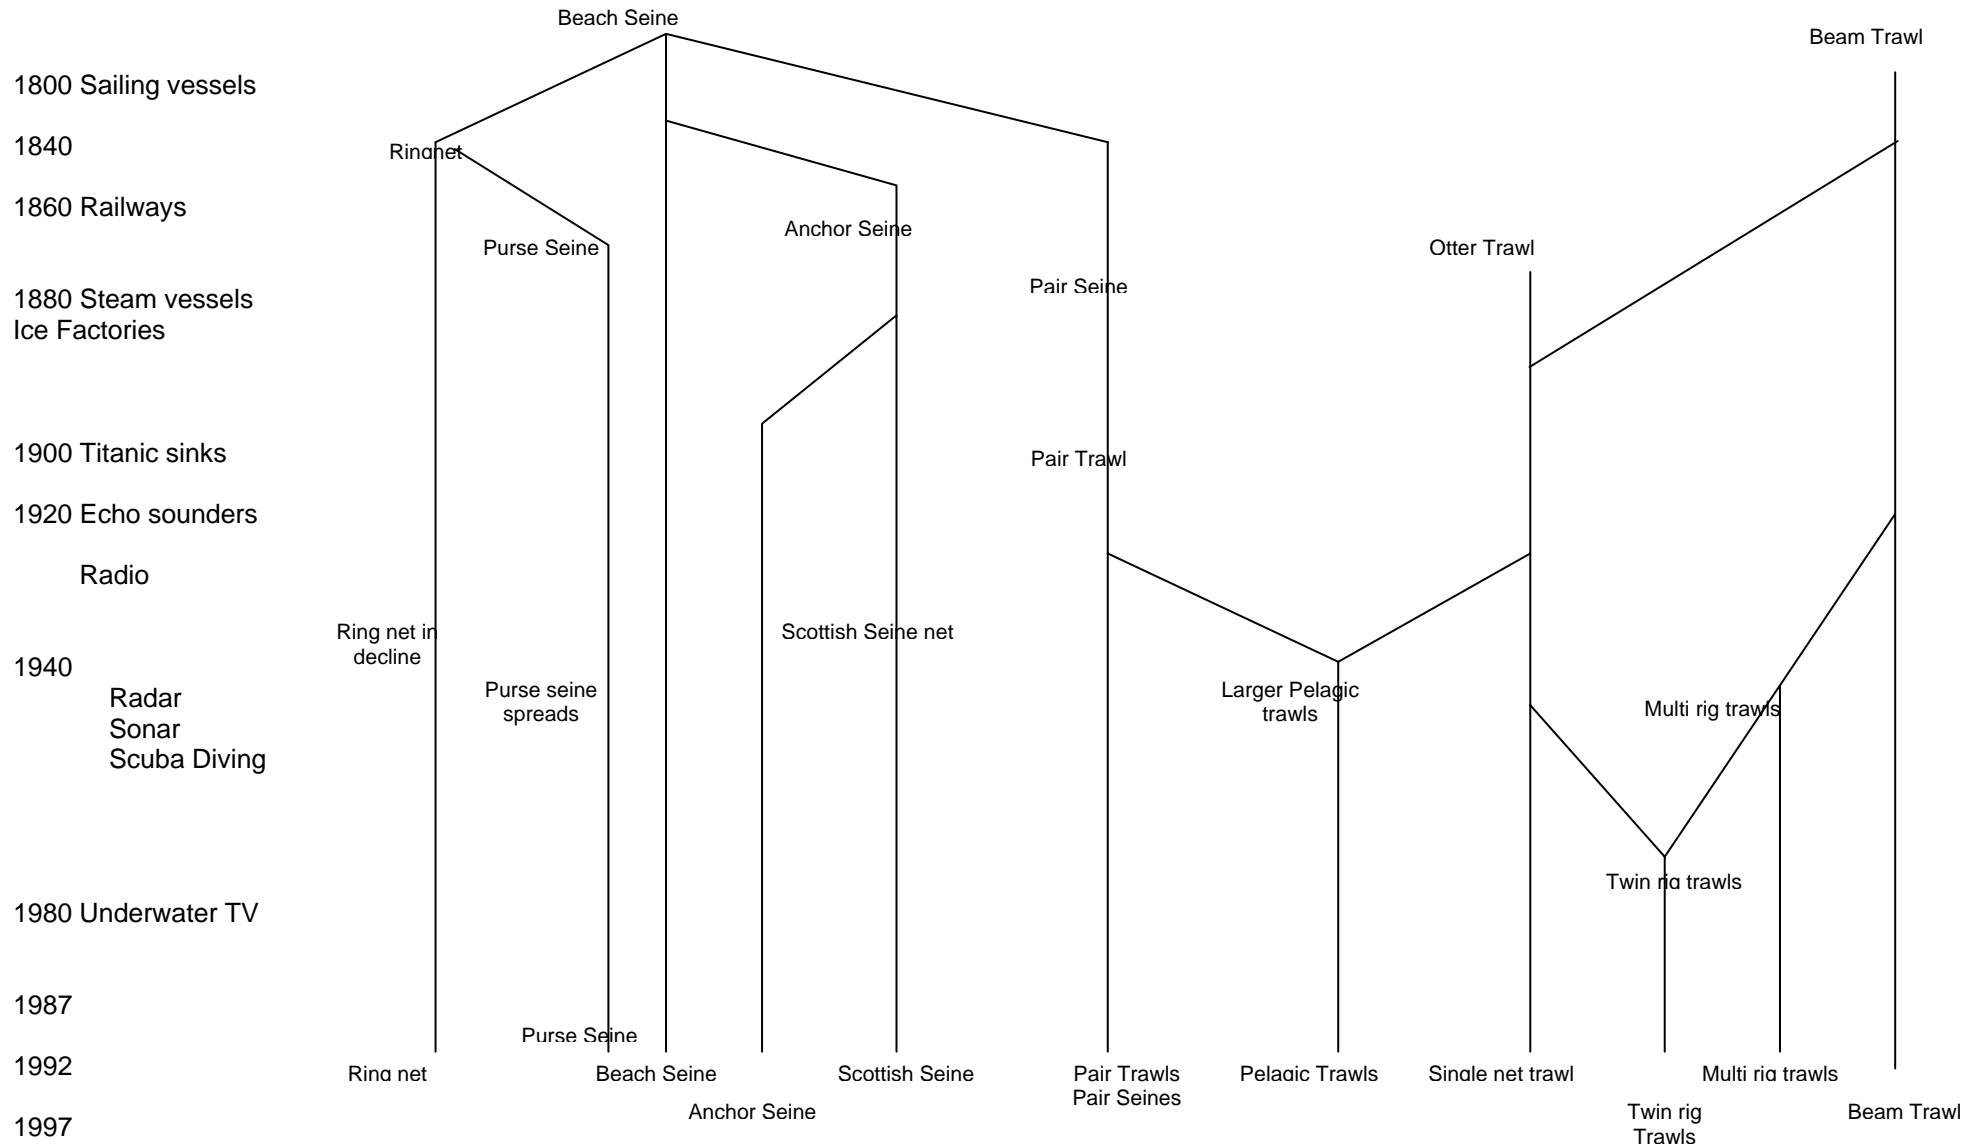 Beach Seine
Beam Trawl
1800 Sailing vessels
1840
Ringnet
1860 Railways
Anchor Seine
Purse Seine
Otter Trawl
Pair Seine
1880 Steam vessels
Ice Factories
1900 Titanic sinks
Pair Trawl
1920 Echo sounders
Radio
Ring net in
decline
Scottish Seine net
1940
Purse seine
spreads
Larger Pelagic
trawls
Radar
Multi rig trawls
Sonar
Scuba Diving
Twin rig trawls
1980 Underwater TV
1987
Purse Seine
1992
Ring net
Beach Seine
Scottish Seine
Pair Trawls
Pair Seines
Pelagic Trawls
Single net trawl
Multi rig trawls
Anchor Seine
Twin rig
Trawls
Beam Trawl
1997